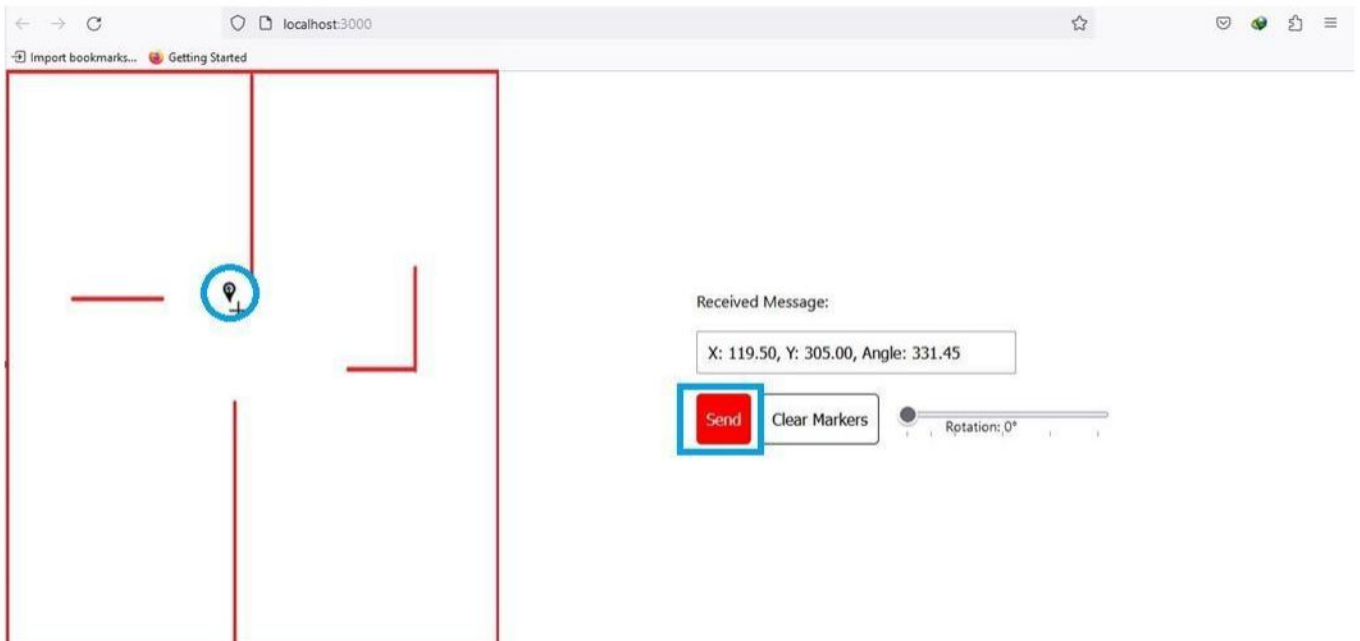 localhost:3000
Import bookmarks... Getting Started
Received Message:
X: 119.50, Y: 305.00, Angle: 331.45
Send Clear Markers
Rotation: 0°